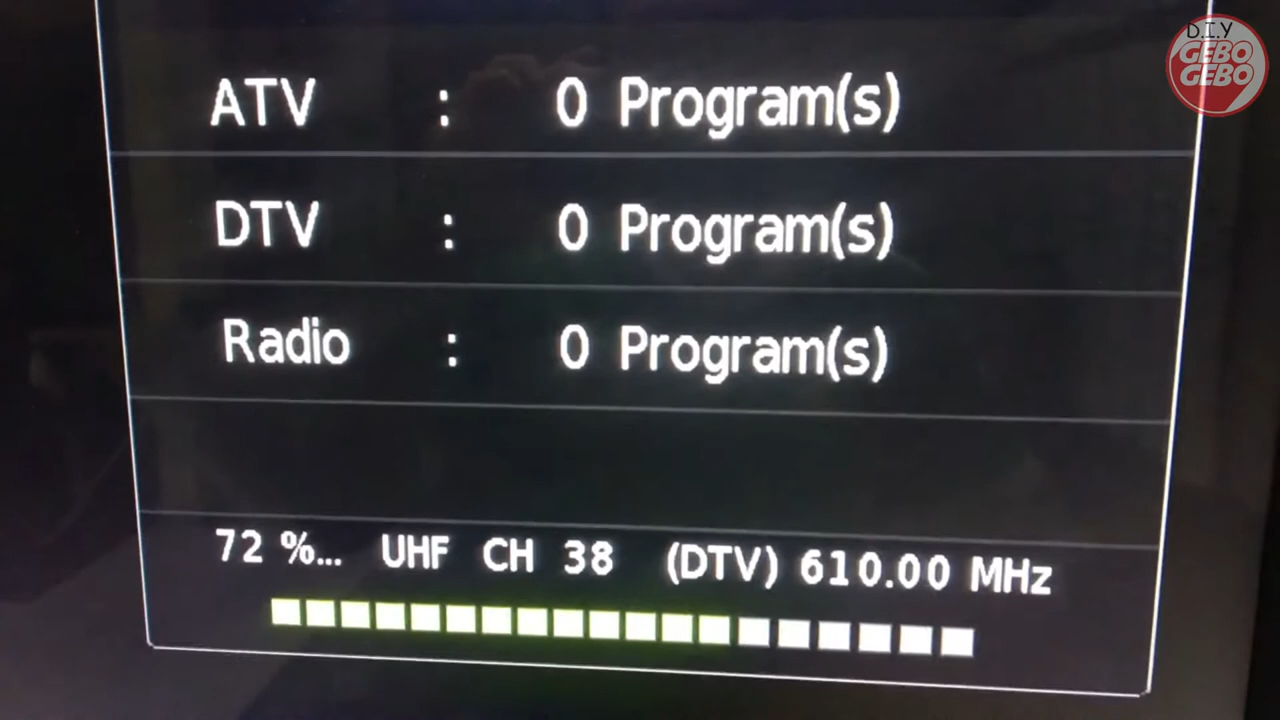 D.I.Y
GEBO
GEBO
ATV : 0 Program(s)
DTV : 0 Program(s)
Radio : 0 Program(s)
72 %... UHF CH 38 (DTV) 610.00 MHz